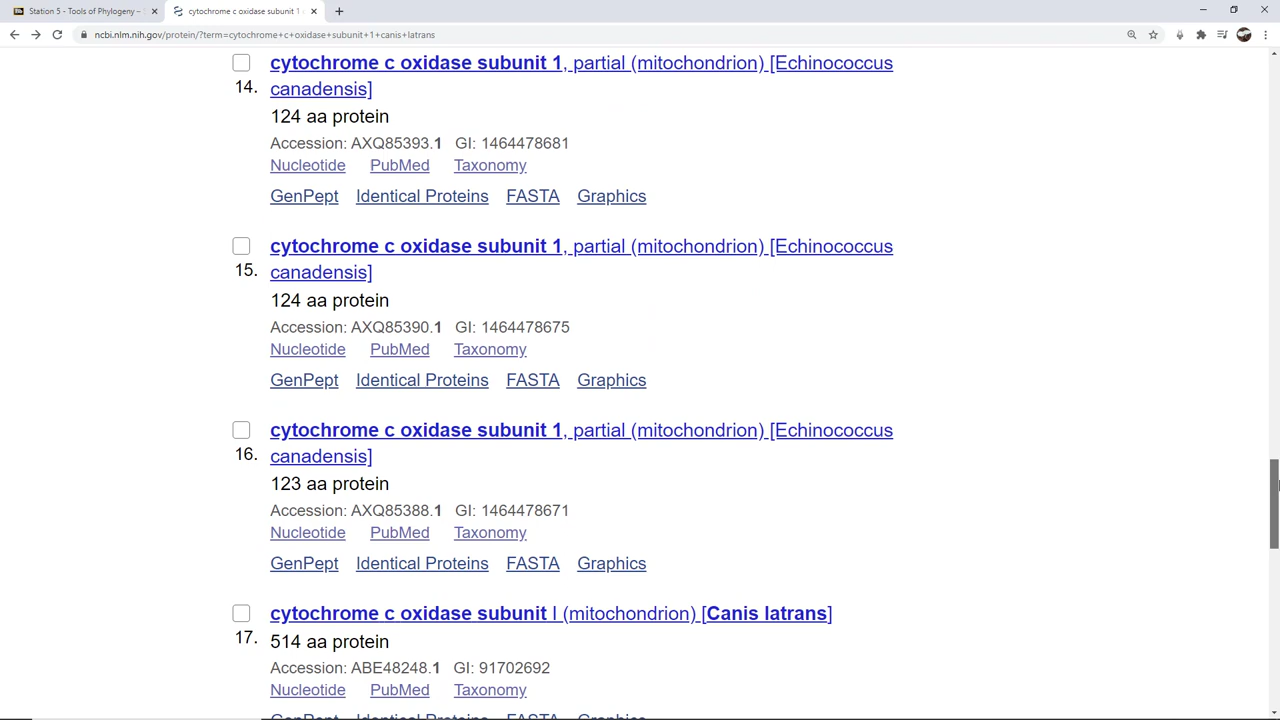 Station 5 - Tools of Phylogeny -
cytochrome c oxidase subunit 1
ncbi.nlm.nih.gov/protein/?term=cytochrome+c+oxidase+subunit+1+canis+latrans
cytochrome c oxidase subunit 1, partial (mitochondrion) [Echinococcus
14. canadensis]
124 aa protein
Accession: AXQ85393.1 GI: 1464478681
Nucleotide PubMed Taxonomy
GenPept Identical Proteins FASTA Graphics
cytochrome c oxidase subunit 1, partial (mitochondrion) [Echinococcus
15. canadensis]
124 aa protein
Accession: AXQ85390.1 GI: 1464478675
Nucleotide PubMed Taxonomy
GenPept Identical Proteins FASTA Graphics
cytochrome c oxidase subunit 1, partial (mitochondrion) [Echinococcus
16. canadensis]
123 aa protein
Accession: AXQ85388.1 GI: 1464478671
Nucleotide PubMed Taxonomy
GenPept Identical Proteins FASTA Graphics
cytochrome c oxidase subunit I (mitochondrion) [Canis latrans]
17. 514 aa protein
Accession: ABE48248.1 GI: 91702692
Nucleotide PubMed Taxonomy
GenPept Identical Proteins FASTA Graphics